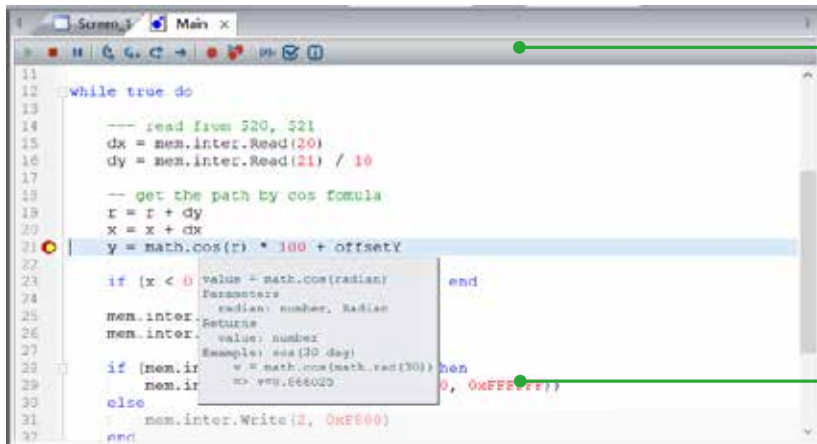 Screen_1 Main ×
11
12 while true do
13
14 --- read from $20, $21
15 dx = mem.inter.Read(20)
16 dy = mem.inter.Read(21) / 10
17
18 -- get the path by cos fomula
19 r = r + dy
20 x = x + dx
21 y = math.cos(r) * 100 + offsetY
22
23 if (x < 0 end
24
25 mem.inter.
26 mem.inter.
27
28 if (mem.in hen
29 mem.in 0,
30 else
31 mem.inter.Write(2, 0xF800)
32 end
value = math.cos(radian)
Parameters
radian: number, Radian
Returns
value: number
Example: cos(30 deg)
v = math.cos(math.rad(30))
=> v=0.866025